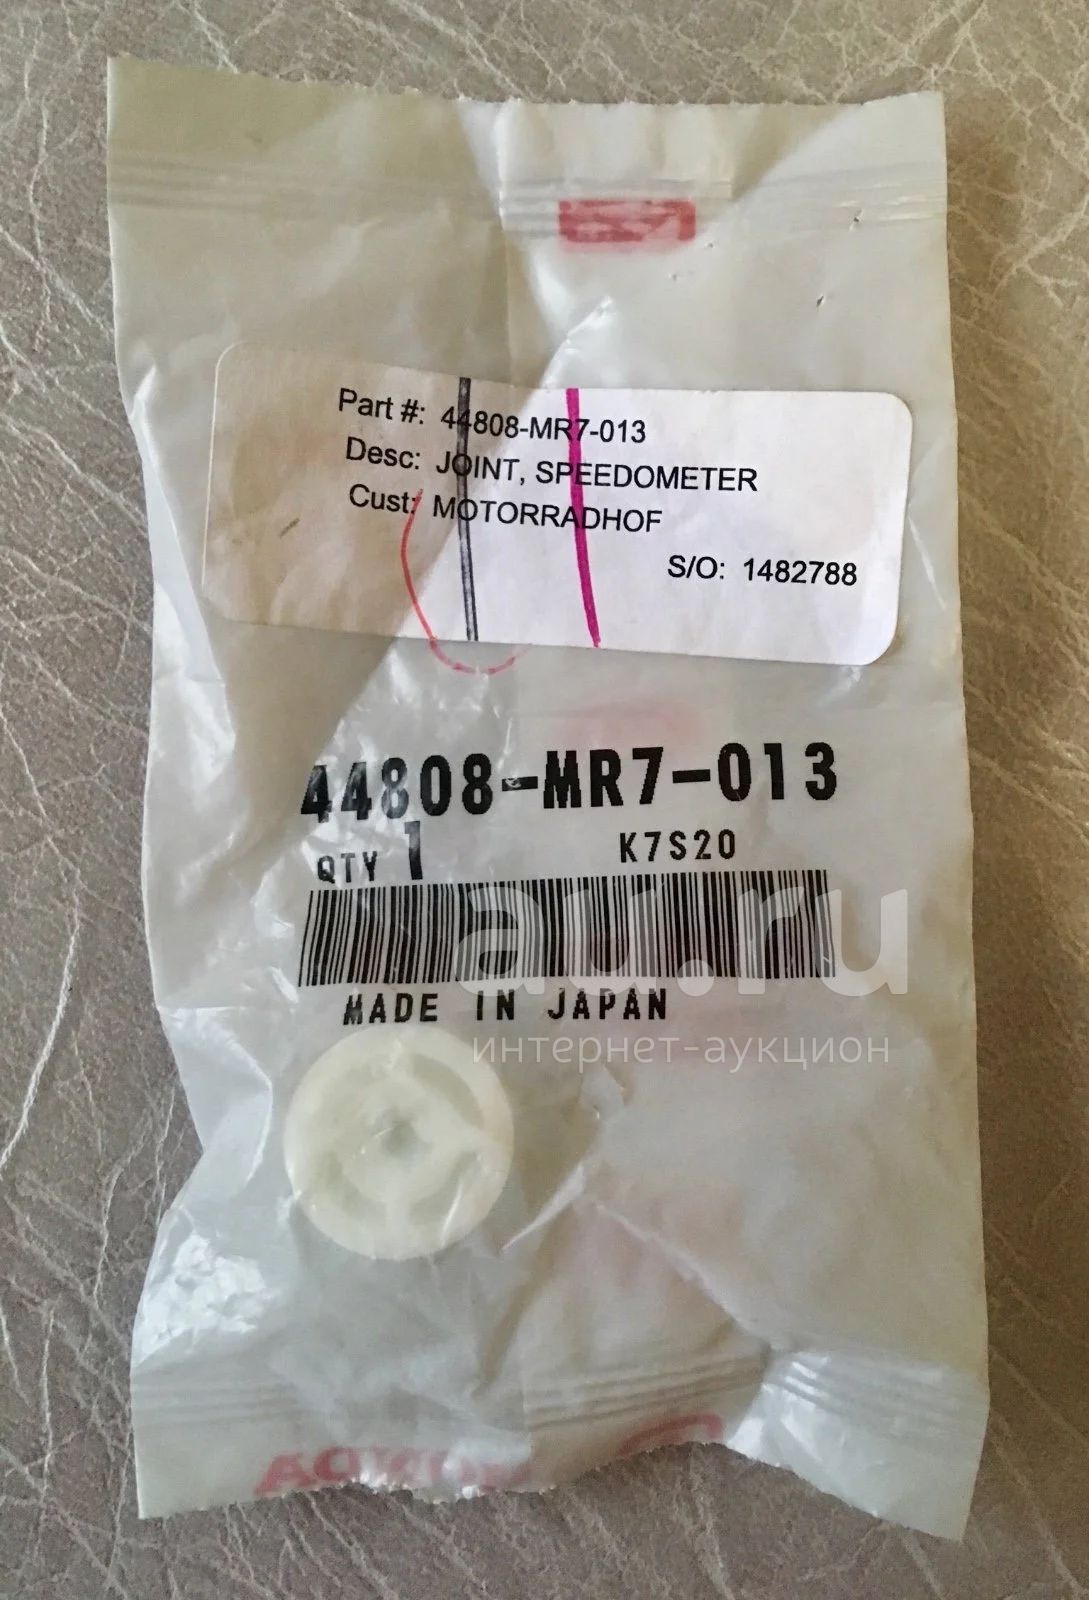 Part #: 44808-MR7-013
Desc: JOINT, SPEEDOMETER
Cust: MOTORRADHOF
S/O: 1482788
44808-MR7-013
QTY 1 K7S20
au.ru
MADE IN JAPAN
интернет-аукцион
HONDA